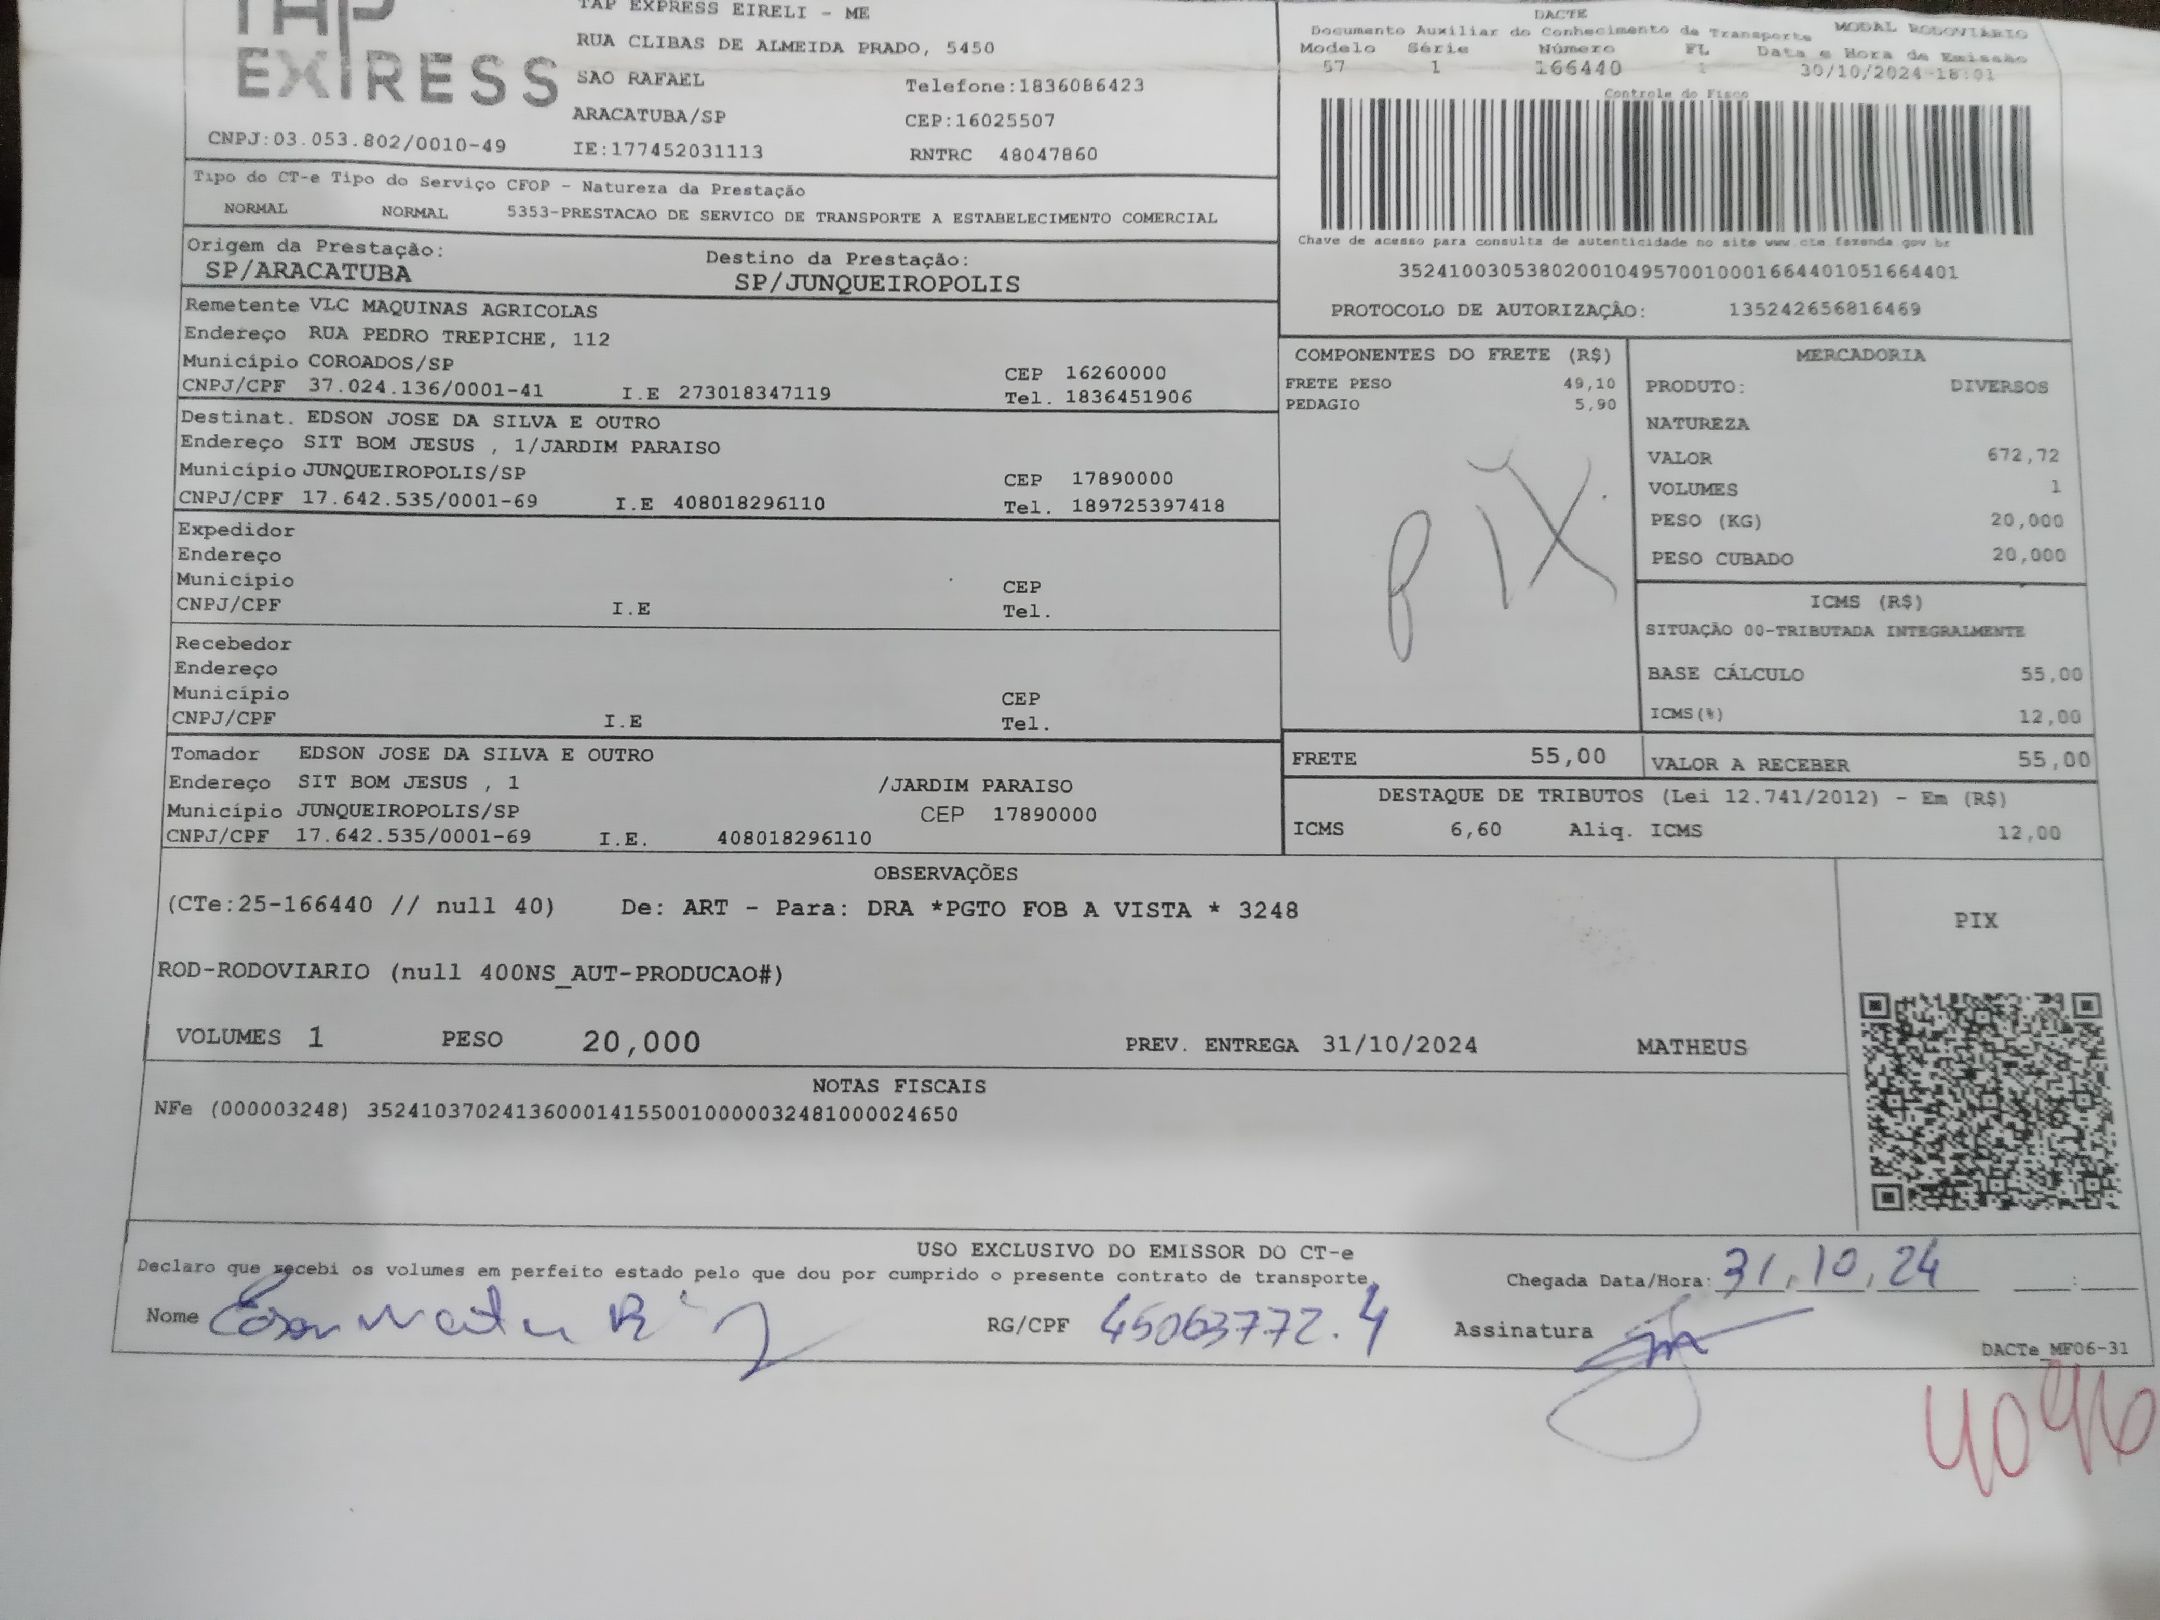 TAP
EXPRESS
CNPJ:03.053.802/0010-49
TAP EXPRESS EIRELI - ME
RUA CLIBAS DE ALMEIDA PRADO, 5450
SAO RAFAEL Telefone:1836086423
ARACATUBA/SP CEP:16025507
IE:177452031113 RNTRC 48047860
DACTE
Documento Auxiliar do Conhecimento de Transporte MODAL RODOVIÁRIO
Modelo Série Número FL Data e Hora de Emissão
57 1 166440 1 30/10/2024-18:01
Controle do Fisco
Chave de acesso para consulta de autenticidade no site www.cte.fazenda.gov.br
35241003053802001049570010001664401051664401
PROTOCOLO DE AUTORIZAÇÃO: 135242656816469
Tipo do CT-e Tipo do Serviço CFOP - Natureza da Prestação
NORMAL NORMAL 5353-PRESTACAO DE SERVICO DE TRANSPORTE A ESTABELECIMENTO COMERCIAL
Origem da Prestação: Destino da Prestação:
SP/ARACATUBA SP/JUNQUEIROPOLIS
Remetente VLC MAQUINAS AGRICOLAS
Endereço RUA PEDRO TREPICHE, 112
Município COROADOS/SP CEP 16260000
CNPJ/CPF 37.024.136/0001-41 I.E 273018347119 Tel. 1836451906
Destinat. EDSON JOSE DA SILVA E OUTRO
Endereço SIT BOM JESUS , 1/JARDIM PARAISO
Município JUNQUEIROPOLIS/SP CEP 17890000
CNPJ/CPF 17.642.535/0001-69 I.E 408018296110 Tel. 189725397418
Expedidor
Endereço
Município CEP
CNPJ/CPF I.E Tel.
Recebedor
Endereço
Município CEP
CNPJ/CPF I.E Tel.
Tomador EDSON JOSE DA SILVA E OUTRO
Endereço SIT BOM JESUS , 1 /JARDIM PARAISO
Município JUNQUEIROPOLIS/SP CEP 17890000
CNPJ/CPF 17.642.535/0001-69 I.E. 408018296110
COMPONENTES DO FRETE (R$)
FRETE PESO 49,10
PEDAGIO 5,90
PIX
MERCADORIA
PRODUTO: DIVERSOS
NATUREZA
VALOR 672,72
VOLUMES 1
PESO (KG) 20,000
PESO CUBADO 20,000
ICMS (R$)
SITUAÇÃO 00-TRIBUTADA INTEGRALMENTE
BASE CÁLCULO 55,00
ICMS(%) 12,00
FRETE 55,00 VALOR A RECEBER 55,00
DESTAQUE DE TRIBUTOS (Lei 12.741/2012) - Em (R$)
ICMS 6,60 Aliq. ICMS 12,00
OBSERVAÇÕES
(CTe:25-166440 // null 40) De: ART - Para: DRA *PGTO FOB A VISTA * 3248
ROD-RODOVIARIO (null 400NS_AUT-PRODUCAO#)
PIX
VOLUMES 1 PESO 20,000 PREV. ENTREGA 31/10/2024 MATHEUS
NOTAS FISCAIS
NFe (000003248) 35241037024136000141550010000032481000024650
USO EXCLUSIVO DO EMISSOR DO CT-e
Declaro que recebi os volumes em perfeito estado pelo que dou por cumprido o presente contrato de transporte. Chegada Data/Hora: 31,10,24 :
Nome RG/CPF 45063772.4 Assinatura
DACTe_MF06-31